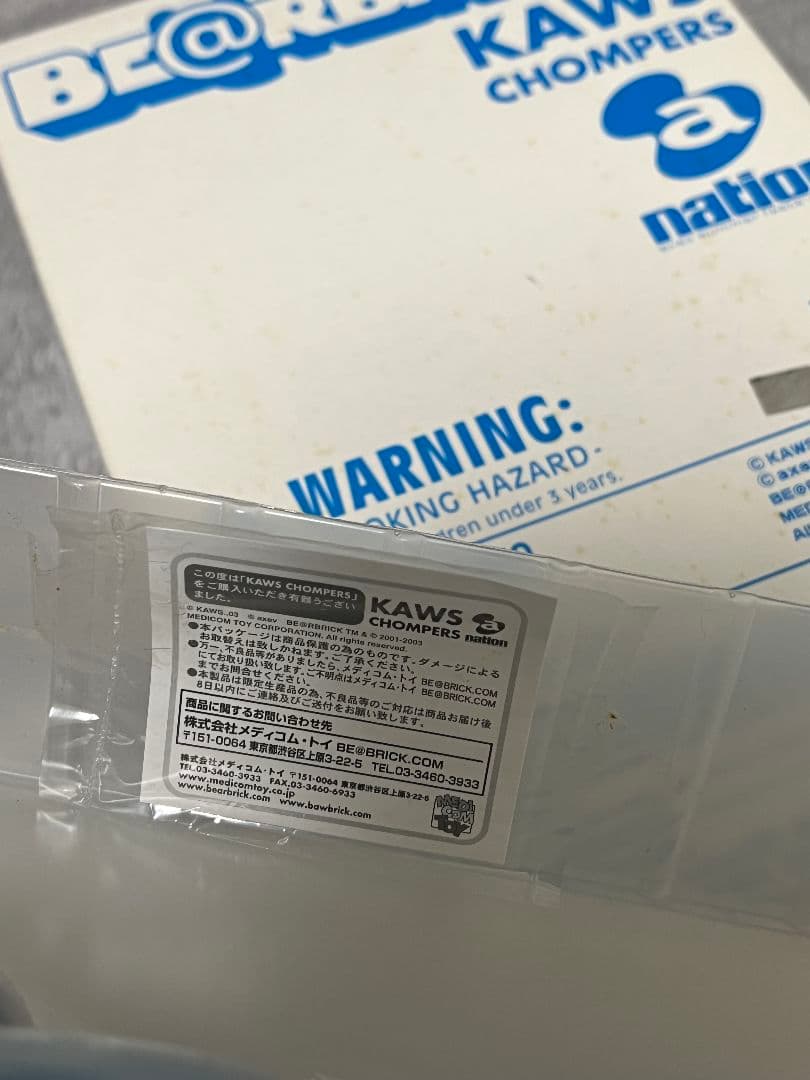 BE@RB
KAWS
CHOMPERS
a
nation
WARNING:
OKING HAZARD-
ren under 3 years.
© KAWS
© axev
BE@
MED
AL
この度は「KAWS CHOMPERS」
をご購入いただき有難うござい
ました。
KAWS
CHOMPERS
a
nation
© KAWS..03 © axev BE@RBRICK TM & © 2001-2003
MEDICOM TOY CORPORATION. All rights reserved.
●本パッケージは商品保護の為のものです。ダメージによる
お取替えは致しかねます。ご了承ください。
●万一、不良品等がありましたら、メディコム・トイ BE@BRICK.COM
にてお取り扱い致します。ご不明点はメディコム・トイ BE@BRICK.COM
までお問合せください。
●本製品は限定生産品の為、不良品等のご対応は商品お届け後
8日以内にご連絡及びご送付をお願い致します。
商品に関するお問い合わせ先
株式会社メディコム・トイ BE@BRICK.COM
〒151-0064 東京都渋谷区上原3-22-5 TEL.03-3460-3933
株式会社メディコム・トイ 〒151-0064 東京都渋谷区上原3-22-5
TEL.03-3460-3933 FAX.03-3460-6933
www.medicomtoy.co.jp
www.bearbrick.com www.bawbrick.com
MEDI
COM
TOY